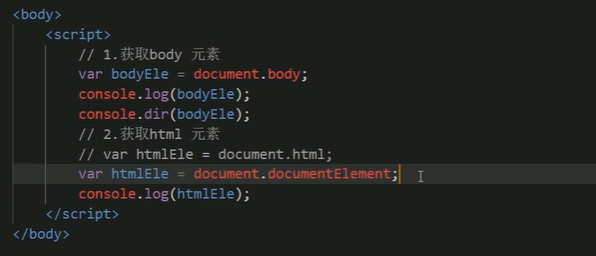 <body>
<script>
// 1.获取body 元素
var bodyEle = document.body;
console.log(bodyEle);
console.dir(bodyEle);
// 2.获取html 元素
// var htmlEle = document.html;
var htmlEle = document.documentElement;
console.log(htmlEle);
</script>
</body>